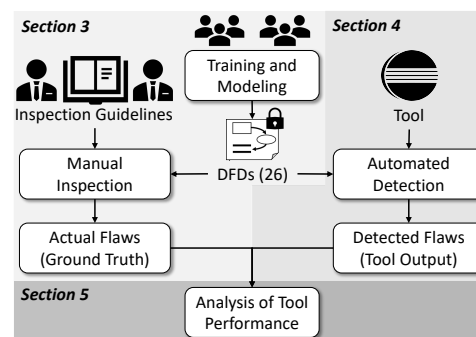 Section 3
Section 4
Training and
Modeling
Inspection Guidelines
Tool
Manual
Inspection
DFDs (26)
Automated
Detection
Actual Flaws
(Ground Truth)
Detected Flaws
(Tool Output)
Section 5
Analysis of Tool
Performance